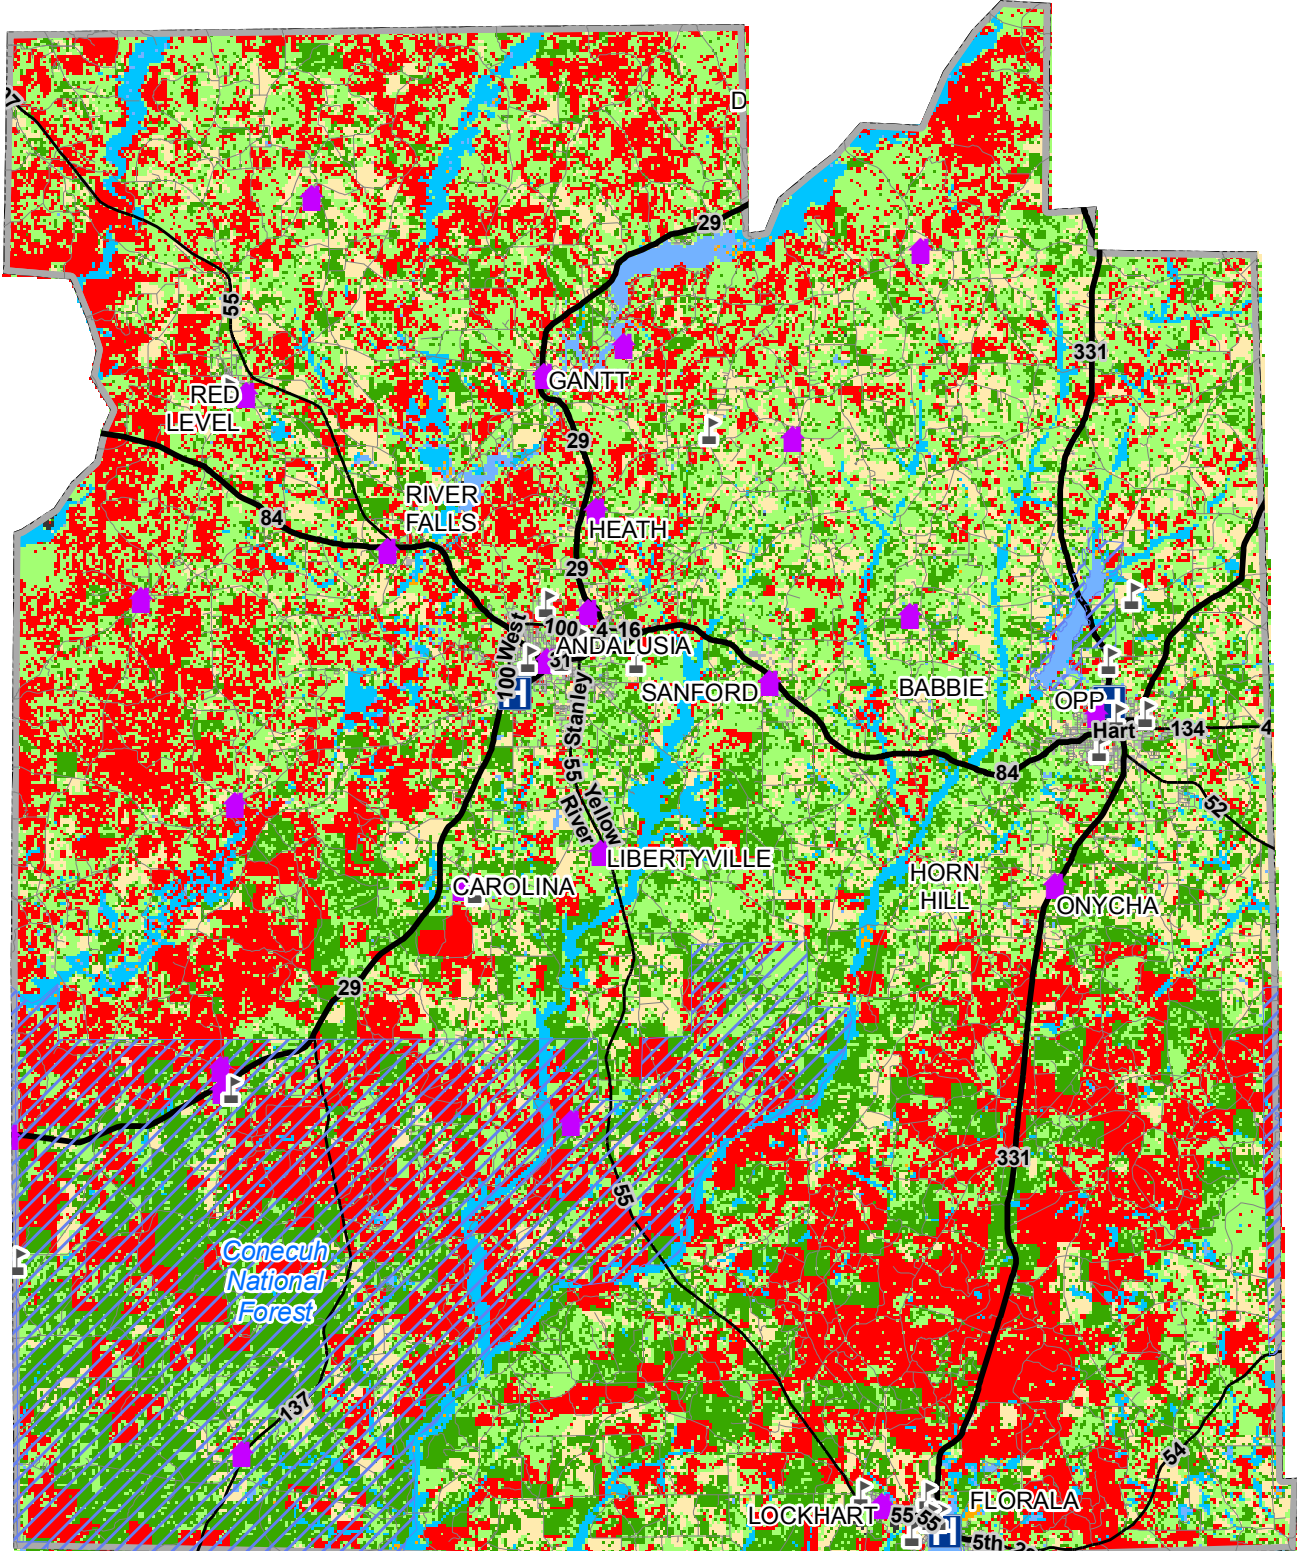 D
29
55
331
RED
LEVEL
GANTT
29
RIVER
FALLS
84
HEATH
29
100
4
16
ANDALUSIA
31
100 West
SANFORD
BABBIE
OPP
Hart
134
4
Stanley
55
84
52
Yellow
River
LIBERTYVILLE
CAROLINA
HORN
HILL
ONYCHA
29
331
55
Conecuh
National
Forest
137
54
LOCKHART
55
55
FLORALA
H
H
H
5th